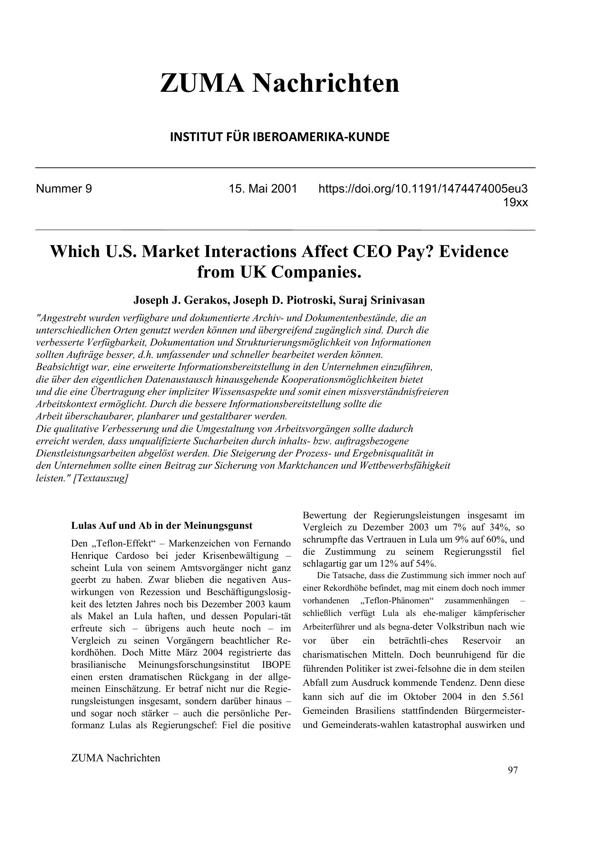 ZUMA Nachrichten
INSTITUT FÜR IBEROAMERIKA-KUNDE
Nummer 9 15. Mai 2001 https://doi.org/10.1191/1474474005eu3
19xx
Which U.S. Market Interactions Affect CEO Pay? Evidence
from UK Companies.
Joseph J. Gerakos, Joseph D. Piotroski, Suraj Srinivasan
"Angestrebt wurden verfügbare und dokumentierte Archiv- und Dokumentenbestände, die an
unterschiedlichen Orten genutzt werden können und übergreifend zugänglich sind. Durch die
verbesserte Verfügbarkeit, Dokumentation und Strukturierungsmöglichkeit von Informationen
sollten Aufträge besser, d.h. umfassender und schneller bearbeitet werden können.
Beabsichtigt war, eine erweiterte Informationsbereitstellung in den Unternehmen einzuführen,
die über den eigentlichen Datenaustausch hinausgehende Kooperationsmöglichkeiten bietet
und die eine Übertragung eher impliziter Wissensaspekte und somit einen missverständnisfreieren
Arbeitskontext ermöglicht. Durch die bessere Informationsbereitstellung sollte die
Arbeit überschaubarer, planbarer und gestaltbarer werden.
Die qualitative Verbesserung und die Umgestaltung von Arbeitsvorgängen sollte dadurch
erreicht werden, dass unqualifizierte Sucharbeiten durch inhalts- bzw. auftragsbezogene
Dienstleistungsarbeiten abgelöst werden. Die Steigerung der Prozess- und Ergebnisqualität in
den Unternehmen sollte einen Beitrag zur Sicherung von Marktchancen und Wettbewerbsfähigkeit
leisten." [Textauszug]
Lulas Auf und Ab in der Meinungsgunst
Den „Teflon-Effekt“ – Markenzeichen von Fernando
Henrique Cardoso bei jeder Krisenbewältigung –
scheint Lula von seinem Amtsvorgänger nicht ganz
geerbt zu haben. Zwar blieben die negativen Aus-
wirkungen von Rezession und Beschäftigungslosig-
keit des letzten Jahres noch bis Dezember 2003 kaum
als Makel an Lula haften, und dessen Populari-tät
erfreute sich – übrigens auch heute noch – im
Vergleich zu seinen Vorgängern beachtlicher Re-
kordhöhen. Doch Mitte März 2004 registrierte das
brasilianische Meinungsforschungsinstitut IBOPE
einen ersten dramatischen Rückgang in der allge-
meinen Einschätzung. Er betraf nicht nur die Regie-
rungsleistungen insgesamt, sondern darüber hinaus –
und sogar noch stärker – auch die persönliche Per-
formanz Lulas als Regierungschef: Fiel die positive
Bewertung der Regierungsleistungen insgesamt im
Vergleich zu Dezember 2003 um 7% auf 34%, so
schrumpfte das Vertrauen in Lula um 9% auf 60%, und
die Zustimmung zu seinem Regierungsstil fiel
schlagartig gar um 12% auf 54%.
Die Tatsache, dass die Zustimmung sich immer noch auf
einer Rekordhöhe befindet, mag mit einem doch noch immer
vorhandenen „Teflon-Phänomen“ zusammenhängen –
schließlich verfügt Lula als ehe-maliger kämpferischer
Arbeiterführer und als begna-deter Volkstribun nach wie
vor über ein beträchtli-ches Reservoir an
charismatischen Mitteln. Doch beunruhigend für die
führenden Politiker ist zwei-felsohne die in dem steilen
Abfall zum Ausdruck kommende Tendenz. Denn diese
kann sich auf die im Oktober 2004 in den 5.561
Gemeinden Brasiliens stattfindenden Bürgermeister-
und Gemeinderats-wahlen katastrophal auswirken und
ZUMA Nachrichten
97